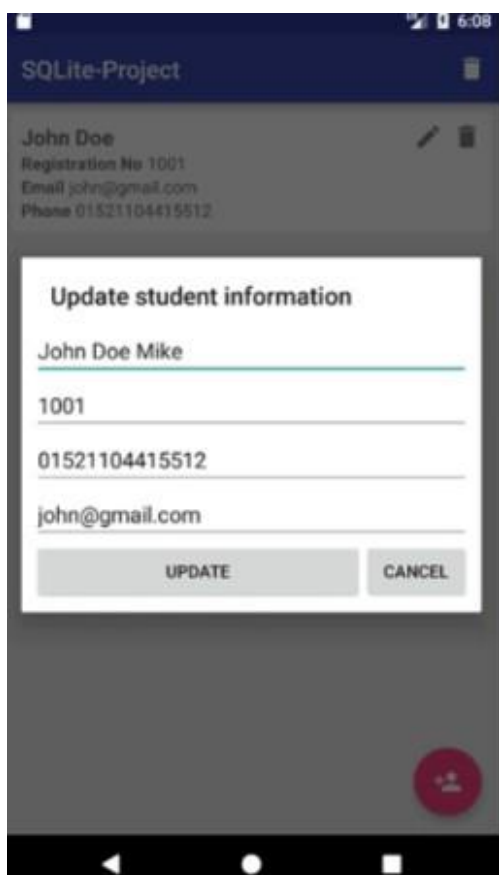 6:08
SQLite-Project
John Doe
Registration No 1001
Email john@gmail.com
Phone 01521104415512
Update student information
John Doe Mike
1001
01521104415512
john@gmail.com
UPDATE CANCEL